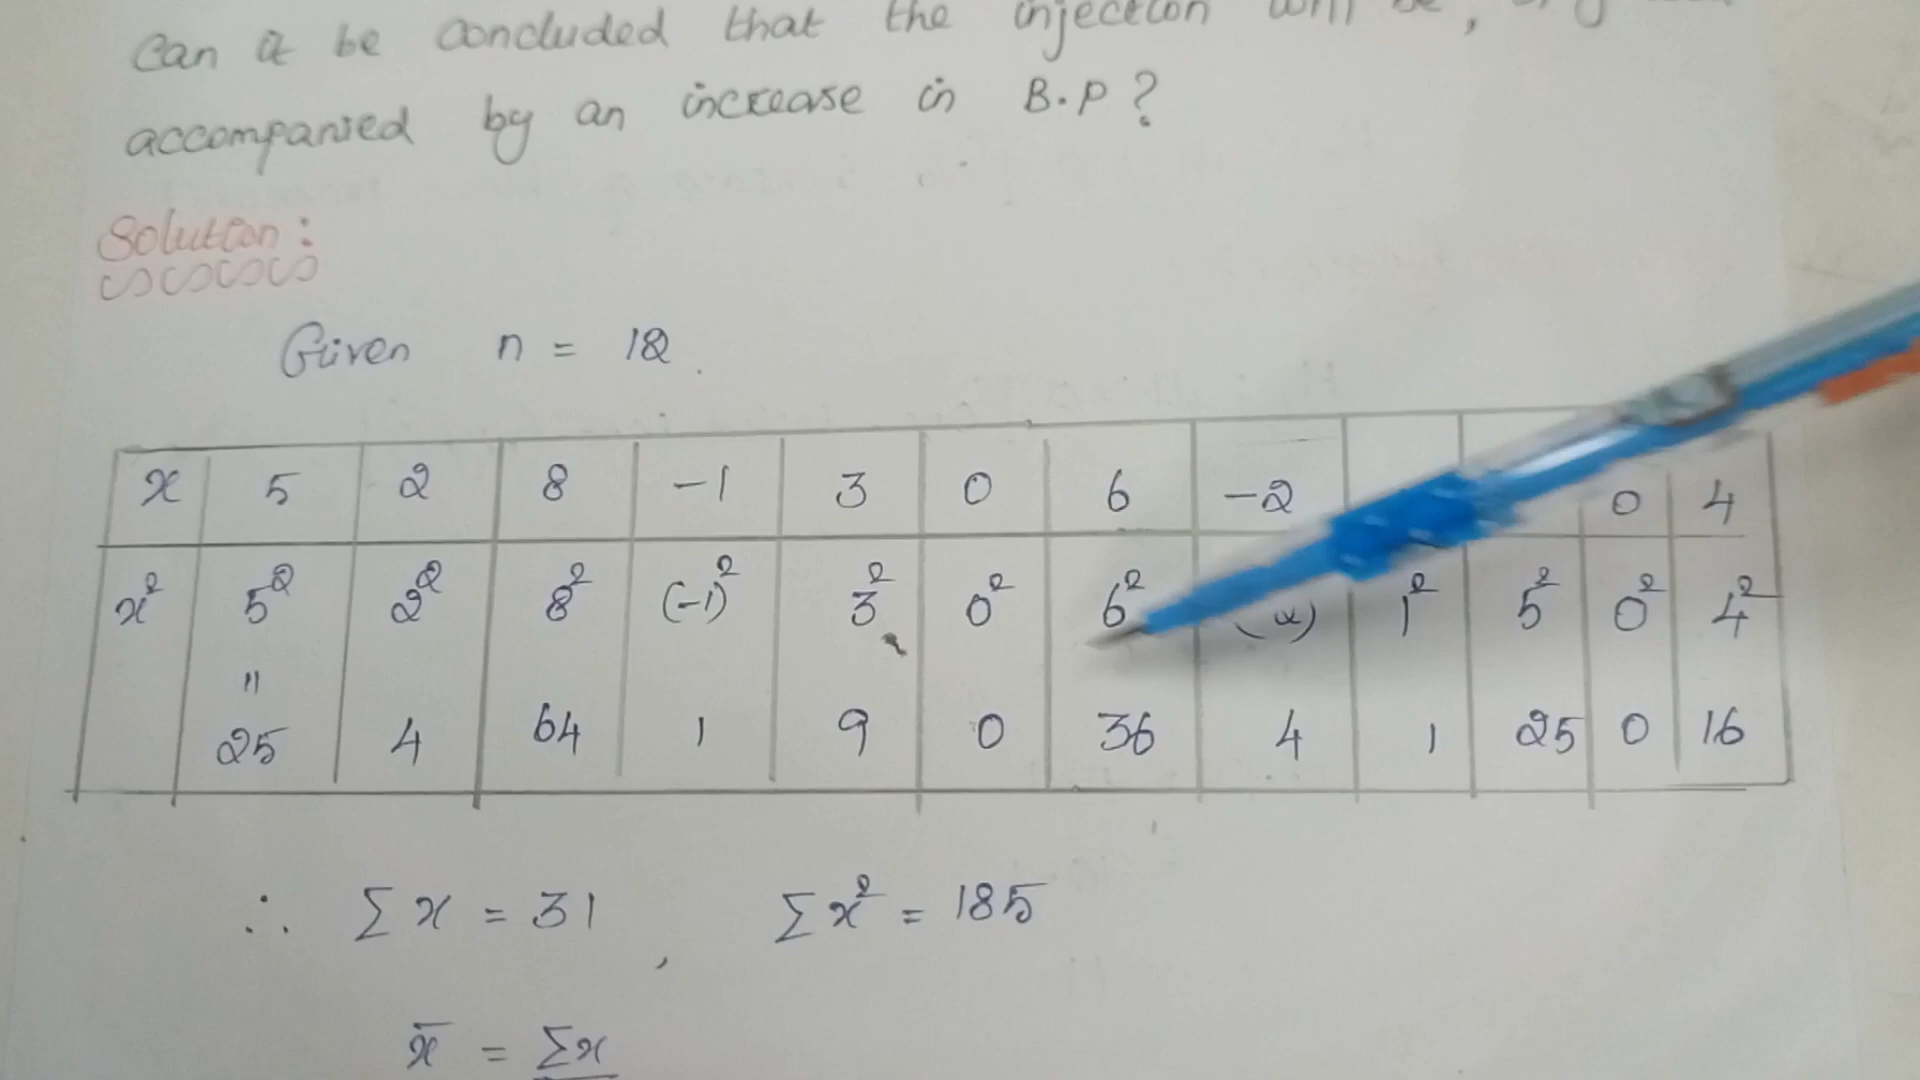 Can it be concluded that the injection will be,
accompanied by an increase in B.P?
Solution:
Given n = 12.
x 5 2 8 -1 3 0 6 -2 0 4
x² 5² 2² 8² (-1)² 3² 0² 6² 1² 5² 0² 4²
"
25 4 64 1 9 0 36 4 1 25 0 16
∴ Σx = 31, Σx² = 185
x̄ = Σx